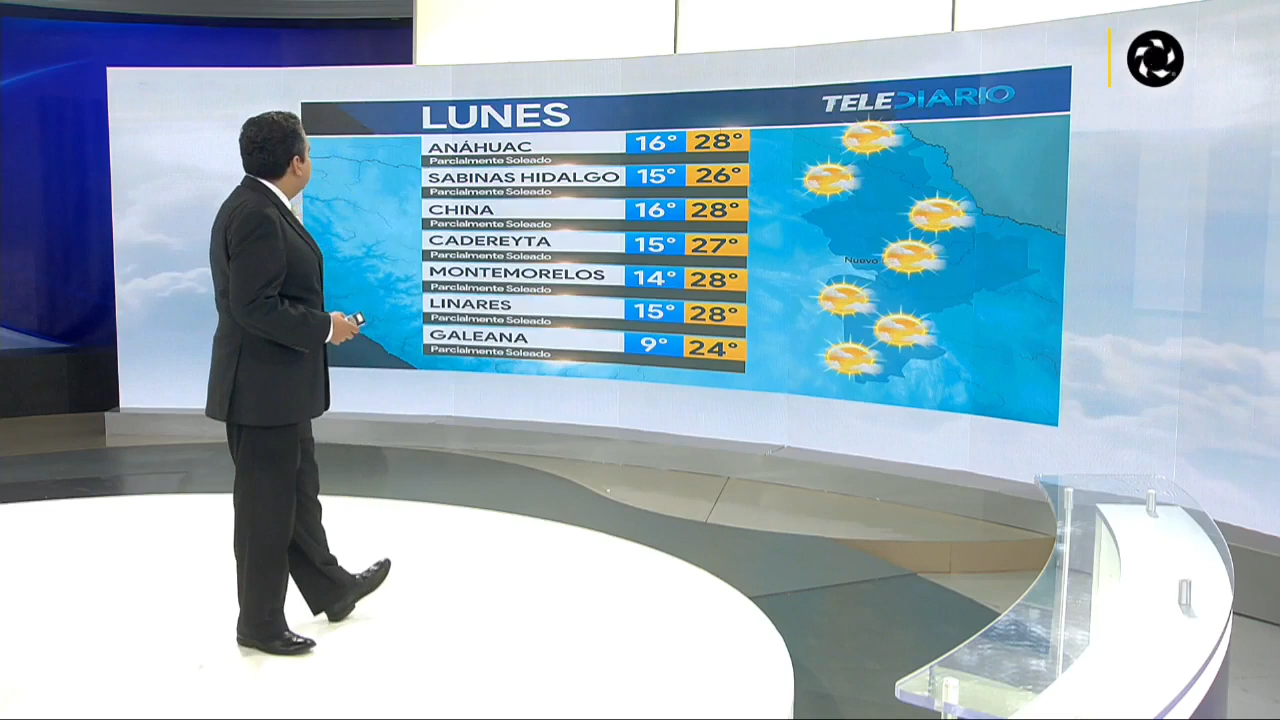 LUNES
TELEDIARIO
ANÁHUAC 16° 28°
Parcialmente Soleado
SABINAS HIDALGO 15° 26°
Parcialmente Soleado
CHINA 16° 28°
Parcialmente Soleado
CADEREYTA 15° 27°
Parcialmente Soleado
MONTEMORELOS 14° 28°
Parcialmente Soleado
LINARES 15° 28°
Parcialmente Soleado
GALEANA 9° 24°
Parcialmente Soleado
Nuevo